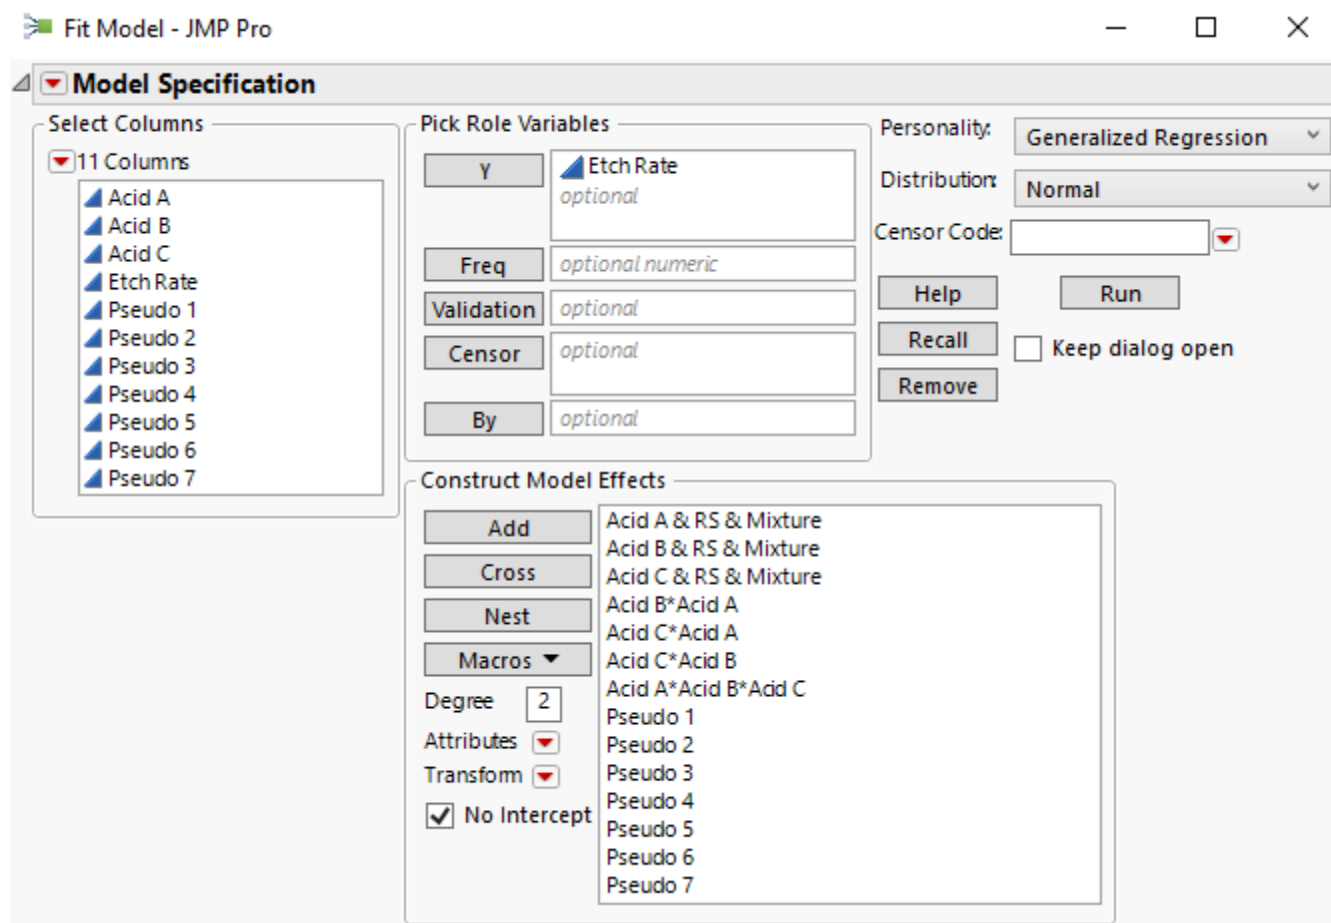 Fit Model - JMP Pro
Model Specification
Select Columns
11 Columns
Acid A
Acid B
Acid C
Etch Rate
Pseudo 1
Pseudo 2
Pseudo 3
Pseudo 4
Pseudo 5
Pseudo 6
Pseudo 7
Pick Role Variables
Y
Etch Rate
optional
Freq
optional numeric
Validation
optional
Censor
optional
By
optional
Personality:
Generalized Regression
Distribution:
Normal
Censor Code:
Help
Run
Recall
Keep dialog open
Remove
Construct Model Effects
Add
Cross
Nest
Macros
Degree
2
Attributes
Transform
No Intercept
Acid A & RS & Mixture
Acid B & RS & Mixture
Acid C & RS & Mixture
Acid B*Acid A
Acid C*Acid A
Acid C*Acid B
Acid A*Acid B*Acid C
Pseudo 1
Pseudo 2
Pseudo 3
Pseudo 4
Pseudo 5
Pseudo 6
Pseudo 7